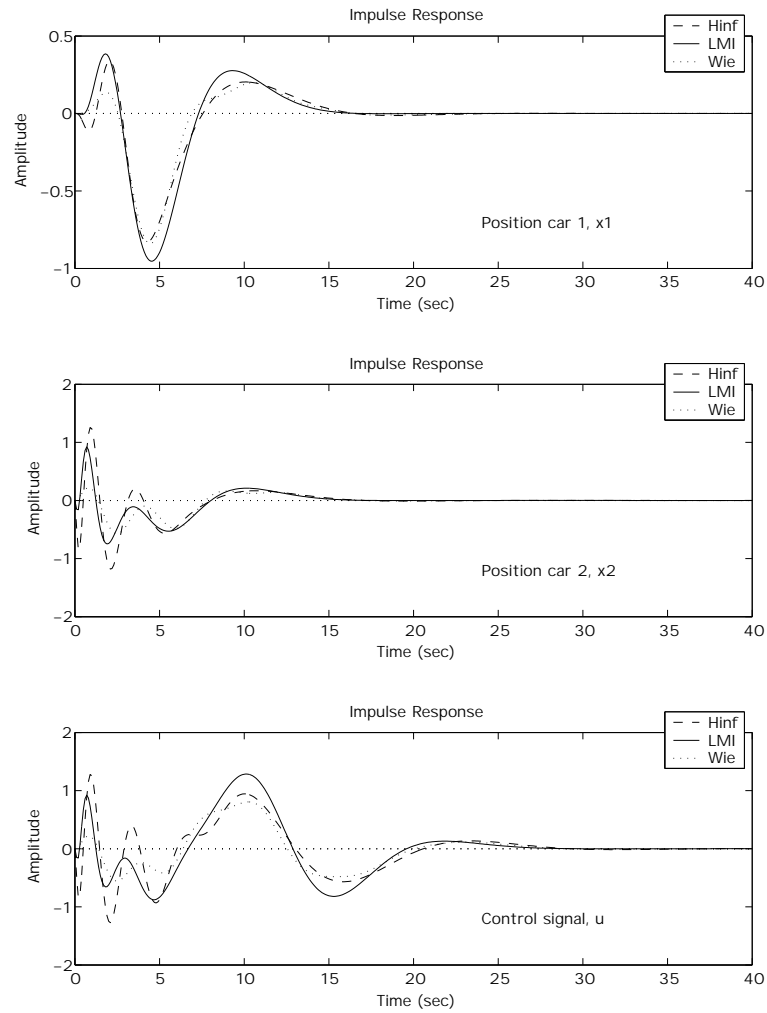 Impulse Response
Hinf
LMI
Wie
0.5
0
−0.5
−1
Amplitude
Position car 1, x1
0 5 10 15 20 25 30 35 40
Time (sec)
Impulse Response
Hinf
LMI
Wie
2
1
0
−1
−2
Amplitude
Position car 2, x2
0 5 10 15 20 25 30 35 40
Time (sec)
Impulse Response
Hinf
LMI
Wie
2
1
0
−1
−2
Amplitude
Control signal, u
0 5 10 15 20 25 30 35 40
Time (sec)